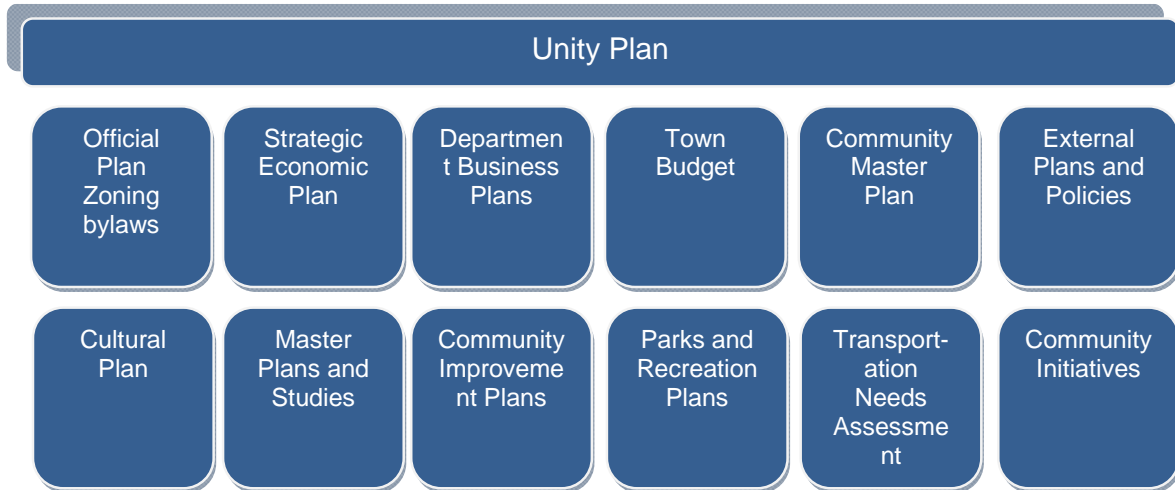 Unity Plan
Official
Plan
Zoning
bylaws
Strategic
Economic
Plan
Departmen
t Business
Plans
Town
Budget
Community
Master
Plan
External
Plans and
Policies
Cultural
Plan
Master
Plans and
Studies
Community
Improveme
nt Plans
Parks and
Recreation
Plans
Transport-
ation
Needs
Assessme
nt
Community
Initiatives